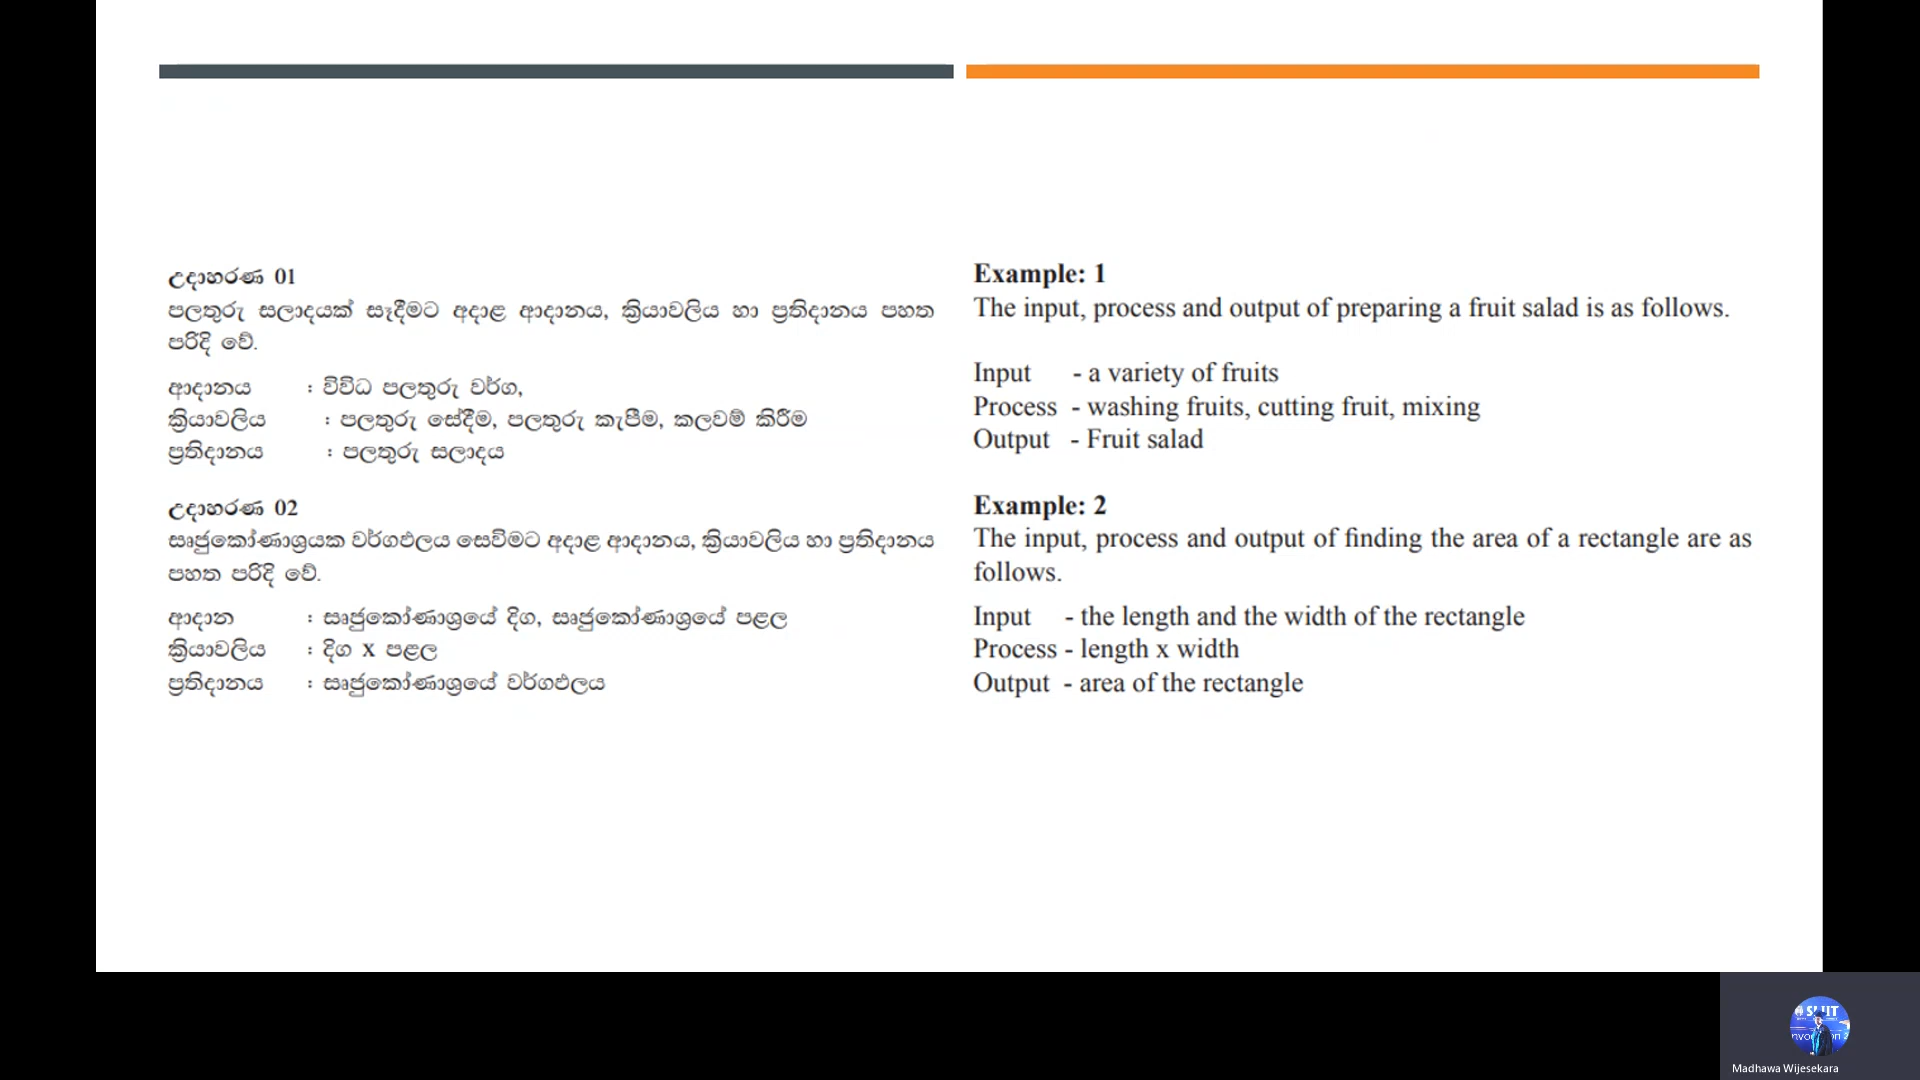 උදාහරණ 01
පලතුරු සලාදයක් සෑදීමට අදාළ ආදානය, ක්‍රියාවලිය හා ප්‍රතිදානය පහත
පරිදි වේ.
ආදානය : විවිධ පලතුරු වර්ග,
ක්‍රියාවලිය : පලතුරු සේදීම, පලතුරු කැපීම, කලවම් කිරීම
ප්‍රතිදානය : පලතුරු සලාදය
උදාහරණ 02
සෘජුකෝණාශ්‍රයක වර්ගඵලය සෙවීමට අදාළ ආදානය, ක්‍රියාවලිය හා ප්‍රතිදානය
පහත පරිදි වේ.
ආදාන : සෘජුකෝණාශ්‍රයේ දිග, සෘජුකෝණාශ්‍රයේ පළල
ක්‍රියාවලිය : දිග x පළල
ප්‍රතිදානය : සෘජුකෝණාශ්‍රයේ වර්ගඵලය
Example: 1
The input, process and output of preparing a fruit salad is as follows.
Input - a variety of fruits
Process - washing fruits, cutting fruit, mixing
Output - Fruit salad
Example: 2
The input, process and output of finding the area of a rectangle are as
follows.
Input - the length and the width of the rectangle
Process - length x width
Output - area of the rectangle
Madhawa Wijesekara